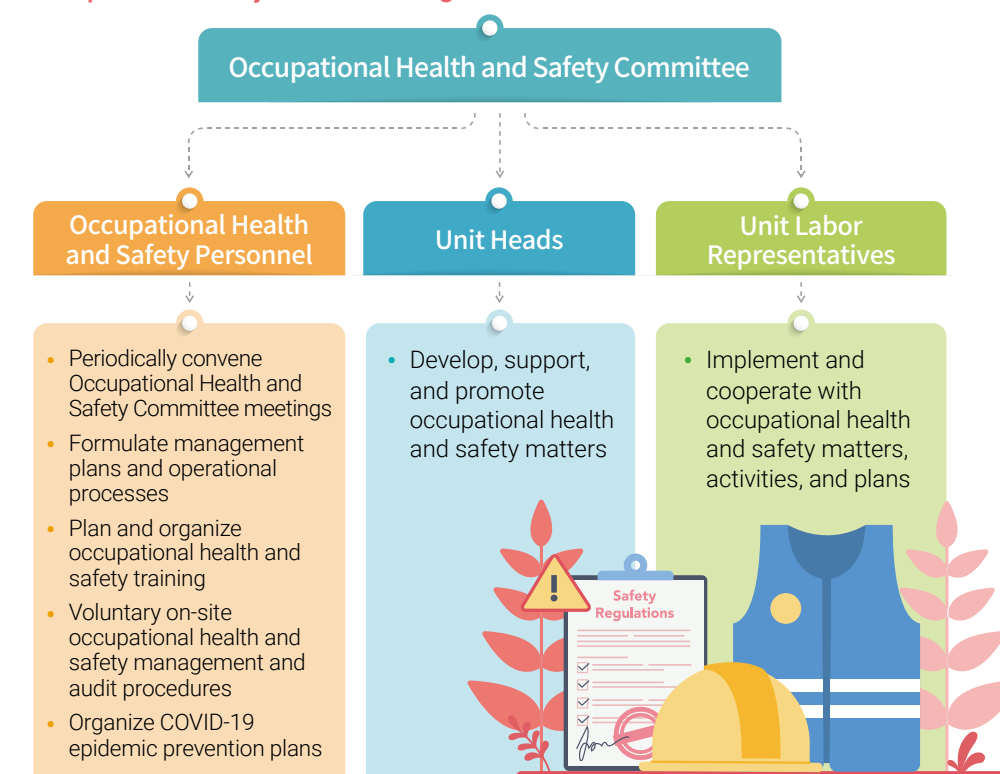 Occupational Health and Safety Committee
Occupational Health
and Safety Personnel
Unit Heads
Unit Labor
Representatives
• Periodically convene
Occupational Health and
Safety Committee meetings
• Formulate management
plans and operational
processes
• Plan and organize
occupational health and
safety training
• Voluntary on-site
occupational health and
safety management and
audit procedures
• Organize COVID-19
epidemic prevention plans
• Develop, support,
and promote
occupational health
and safety matters
• Implement and
cooperate with
occupational health
and safety matters,
activities, and plans
Safety
Regulations